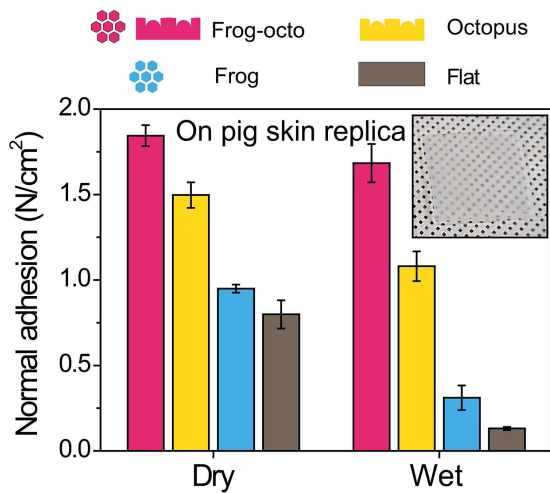 Frog-octo
Octopus
Frog
Flat
Normal adhesion (N/cm²)
2.0
1.5
1.0
0.5
0.0
On pig skin replica
Dry
Wet